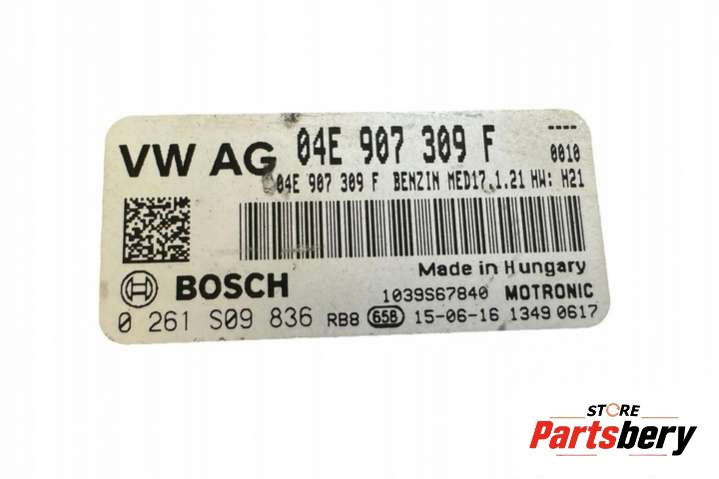 VW AG 04E 907 309 F ----
0010
04E 907 309 F BENZIN MED17.1.21 HW: H21
Made in Hungary
BOSCH 1039S67840 MOTRONIC
0 261 S09 836 RB8 658 15-06-16 1349 0617
STORE
Partsbery